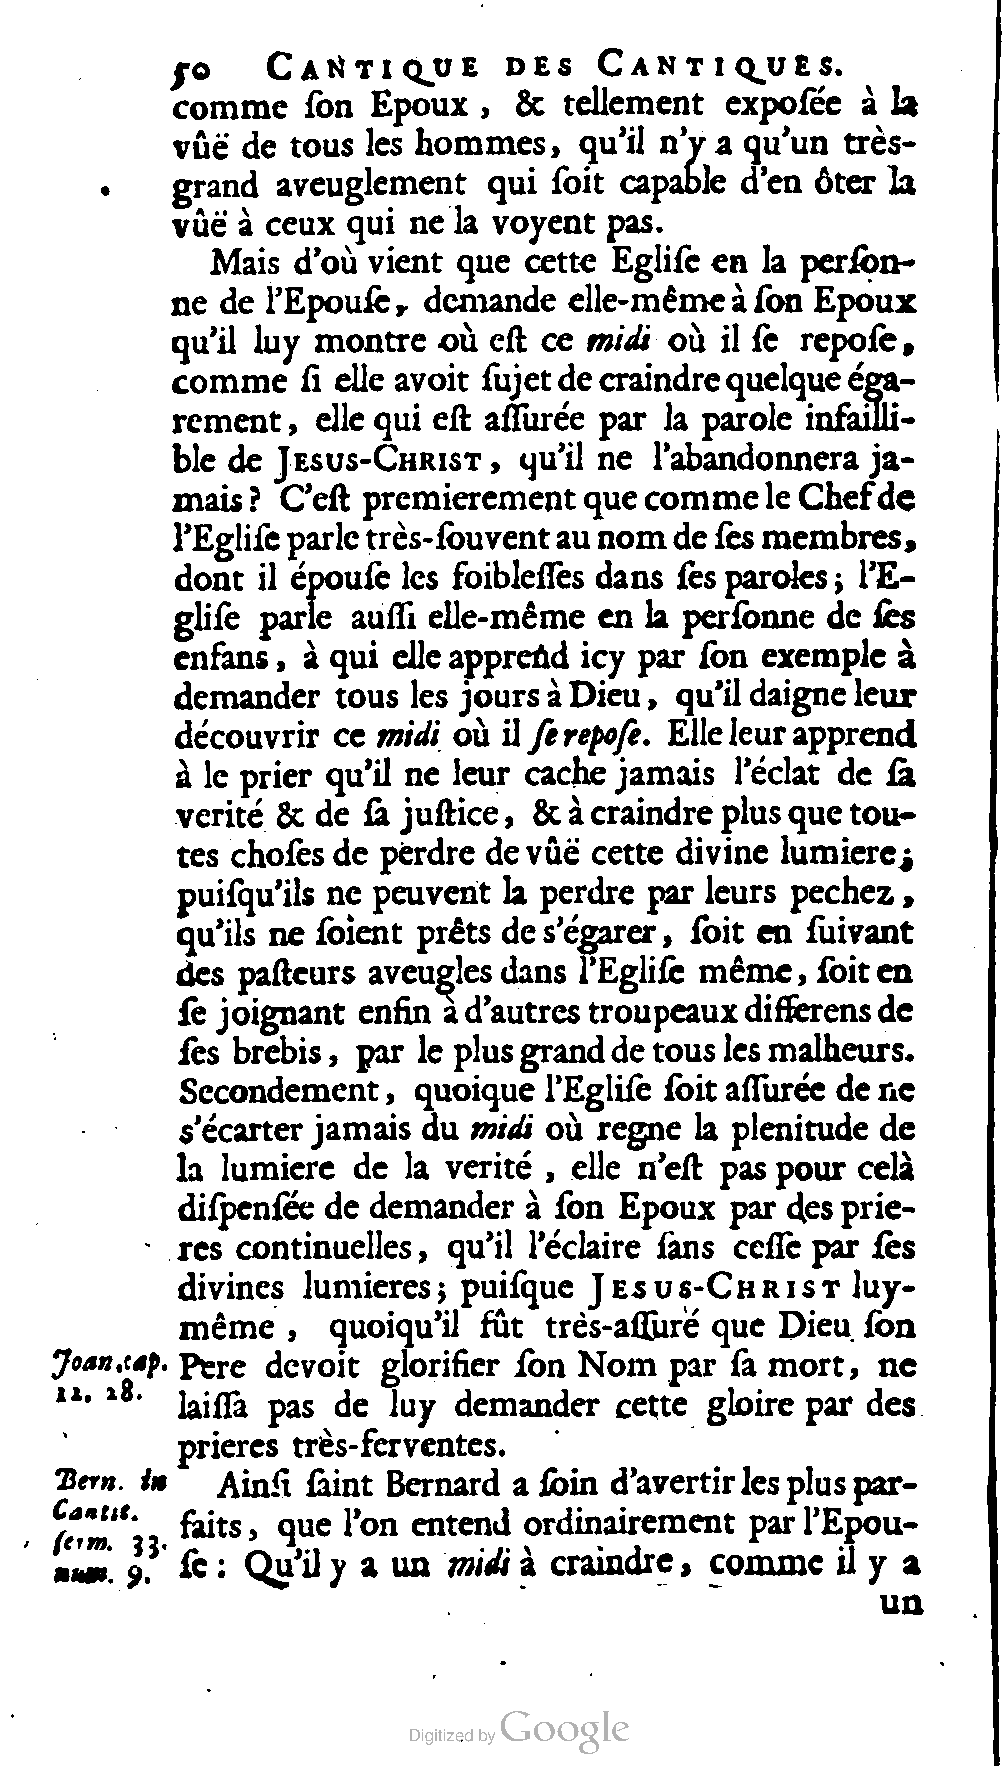 50 CANTIQUE DES CANTIQUES.
comme ſon Epoux, & tellement expoſée à la
vûë de tous les hommes, qu'il n'y a qu'un très-
grand aveuglement qui ſoit capable d'en ôter la
vûë à ceux qui ne la voyent pas.
Mais d'où vient que cette Egliſe en la perſon-
ne de l'Epouſe, demande elle-même à ſon Epoux
qu'il luy montre où eſt ce midi où il ſe repoſe,
comme ſi elle avoit ſujet de craindre quelque éga-
rement, elle qui eſt aſſurée par la parole infailli-
ble de JESUS-CHRIST, qu'il ne l'abandonnera ja-
mais? C'eſt premierement que comme le Chef de
l'Egliſe parle très-ſouvent au nom de ſes membres,
dont il épouſe les foibleſſes dans ſes paroles; l'E-
gliſe parle auſſi elle-même en la perſonne de ſes
enfans, à qui elle apprend icy par ſon exemple à
demander tous les jours à Dieu, qu'il daigne leur
découvrir ce midi où il ſe repoſe. Elle leur apprend
à le prier qu'il ne leur cache jamais l'éclat de ſa
verité & de ſa juſtice, & à craindre plus que tou-
tes choſes de perdre de vûë cette divine lumiere;
puiſqu'ils ne peuvent la perdre par leurs pechez,
qu'ils ne ſoient prêts de s'égarer, ſoit en ſuivant
des paſteurs aveugles dans l'Egliſe même, ſoit en
ſe joignant enfin à d'autres troupeaux differens de
ſes brebis, par le plus grand de tous les malheurs.
Secondement, quoique l'Egliſe ſoit aſſurée de ne
s'écarter jamais du midi où regne la plenitude de
la lumiere de la verité, elle n'eſt pas pour celà
diſpenſée de demander à ſon Epoux par des prie-
res continuelles, qu'il l'éclaire ſans ceſſe par ſes
divines lumieres; puiſque JESUS-CHRIST luy-
même, quoiqu'il fût très-aſſuré que Dieu ſon
Joan. cap. Pere devoit glorifier ſon Nom par ſa mort, ne
12. 28. laiſſa pas de luy demander cette gloire par des
prieres très-ferventes.
Bern. in Ainſi ſaint Bernard a ſoin d'avertir les plus par-
Cantic. faits, que l'on entend ordinairement par l'Epou-
ſerm. 33.
num. 9. ſe: Qu'il y a un midi à craindre, comme il y a
un
Digitized by Google